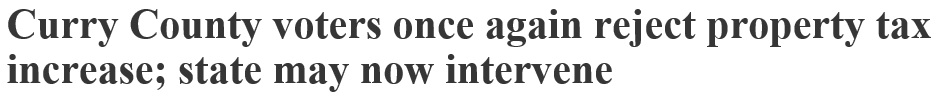 Curry County voters once again reject property tax
increase; state may now intervene